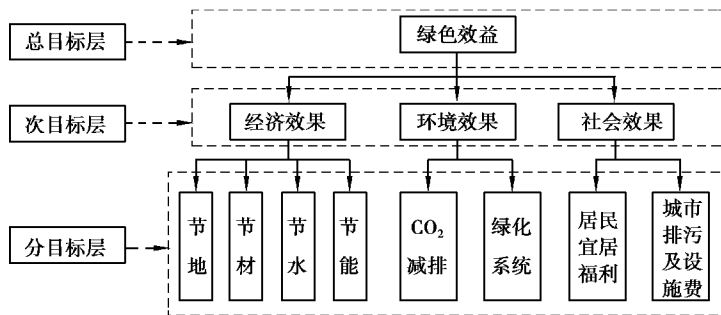 总目标层
绿色效益
次目标层
经济效果
环境效果
社会效果
分目标层
节
地
节
材
节
水
节
能
CO₂
减排
绿化
系统
居民
宜居
福利
城市
排污
及设
施费